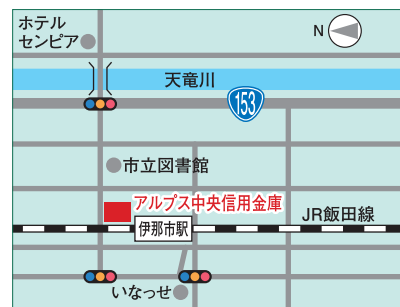 ホテル
センピア
N
天竜川
153
市立図書館
アルプス中央信用金庫
JR飯田線
伊那市駅
いなっせ